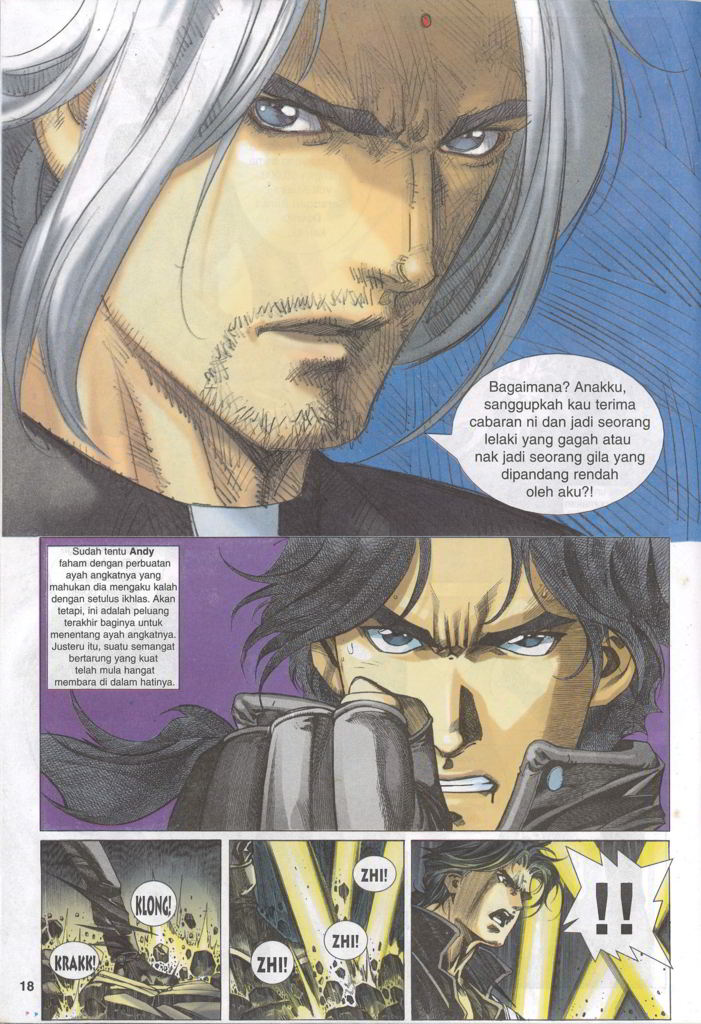 Bagaimana? Anakku,
sanggupkah kau terima
cabaran ni dan jadi seorang
lelaki yang gagah atau
nak jadi seorang gila yang
dipandang rendah
oleh aku?!
Sudah tentu Andy
faham dengan perbuatan
ayah angkatnya yang
mahukan dia mengaku kalah
dengan setulus ikhlas. Akan
tetapi, ini adalah peluang
terakhir baginya untuk
menentang ayah angkatnya.
Justeru itu, suatu semangat
bertarung yang kuat
telah mula hangat
membara di dalam hatinya.
KLONG!
KRAKK!
ZHI!
ZHI!
ZHI!
!!
18